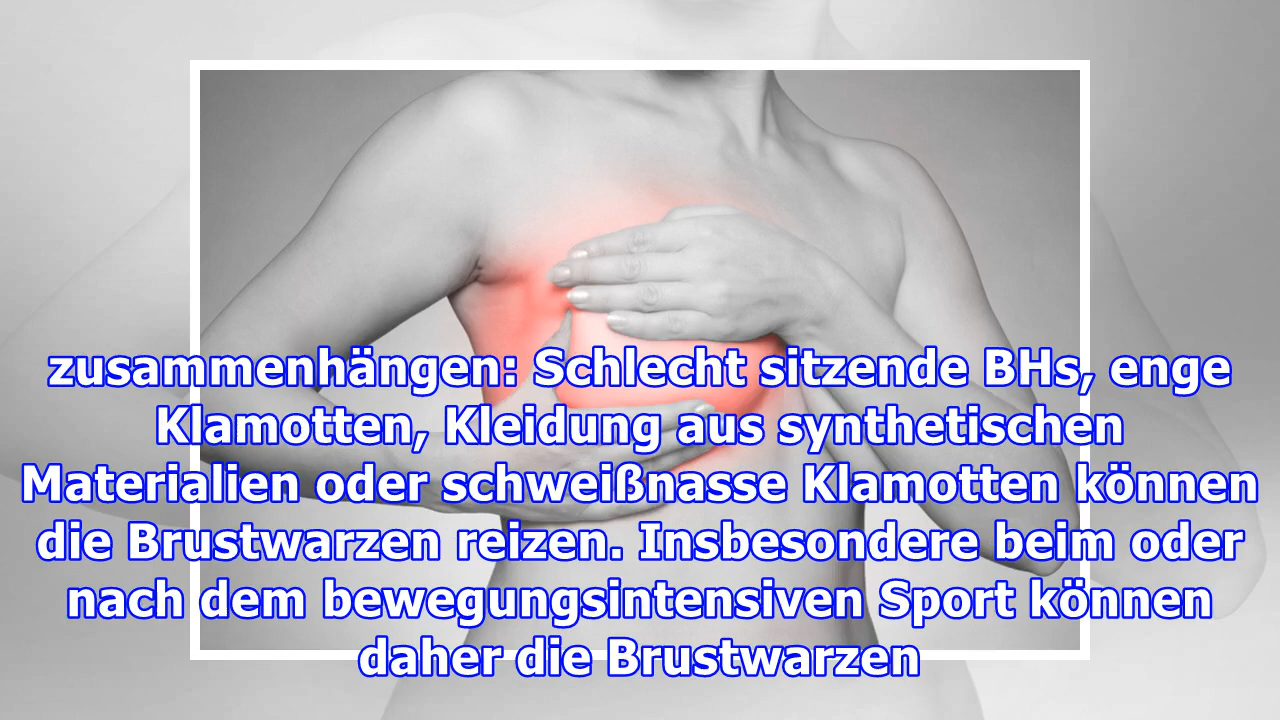 zusammenhängen: Schlecht sitzende BHs, enge
Klamotten, Kleidung aus synthetischen
Materialien oder schweißnasse Klamotten können
die Brustwarzen reizen. Insbesondere beim oder
nach dem bewegungsintensiven Sport können
daher die Brustwarzen